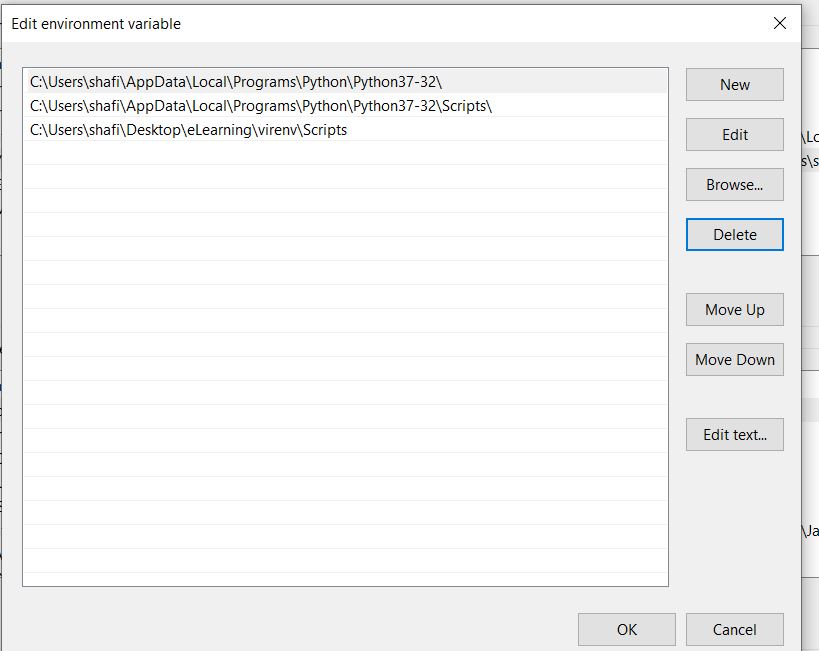 Edit environment variable
C:\Users\shafi\AppData\Local\Programs\Python\Python37-32\
C:\Users\shafi\AppData\Local\Programs\Python\Python37-32\Scripts\
C:\Users\shafi\Desktop\eLearning\virenv\Scripts
New
Edit
Browse...
Delete
Move Up
Move Down
Edit text...
OK
Cancel
\Lo
s\s
\Ja